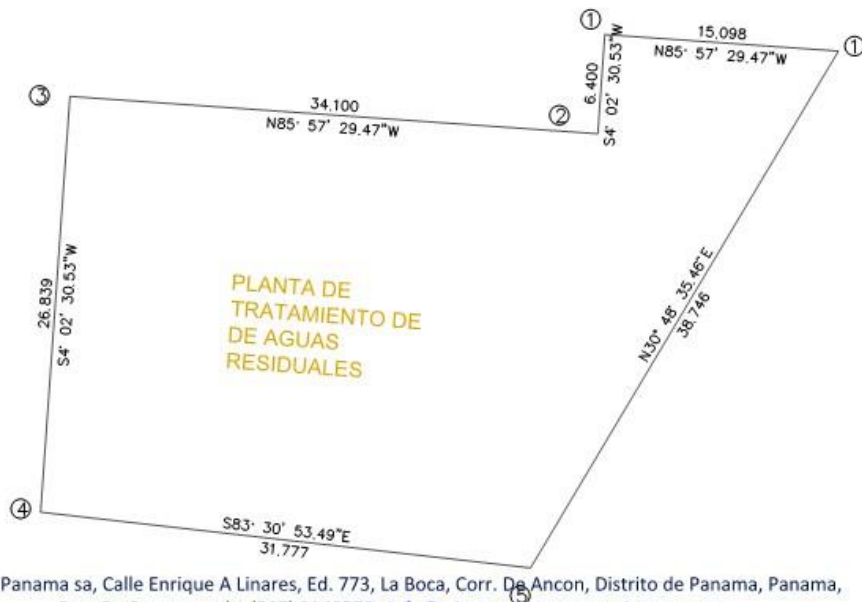 ①
15.098
①
N85° 57' 29.47"W
6.400
S4° 02' 30.53"W
③
34.100
②
N85° 57' 29.47"W
26.839
S4° 02' 30.53"W
PLANTA DE
TRATAMIENTO DE
DE AGUAS
RESIDUALES
N30° 48' 35.46"E
38.746
④
S83° 30' 53.49"E
31.777
⑤
Panama sa, Calle Enrique A Linares, Ed. 773, La Boca, Corr. De Ancon, Distrito de Panama, Panama,